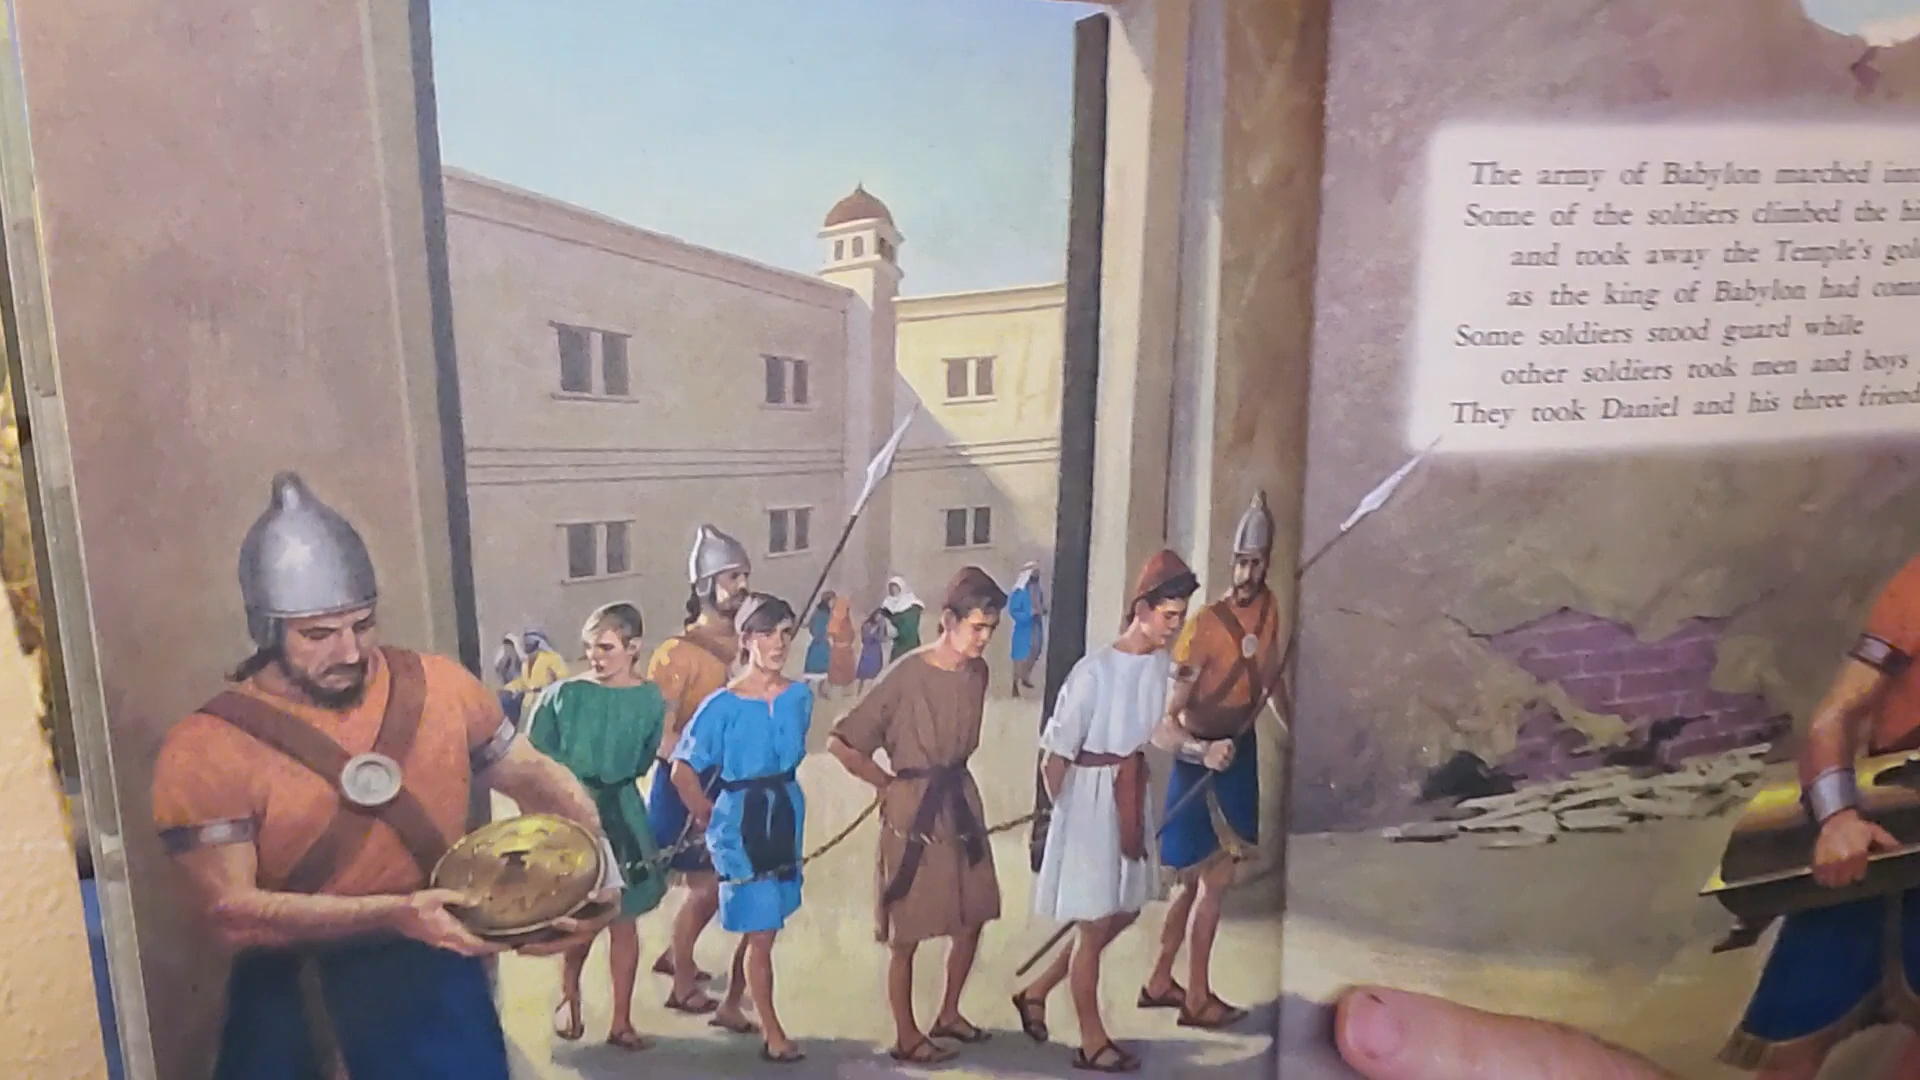 The army of Babylon marched
Some of the soldiers climbed the
and took away the Temple's
as the king of Babylon had
Some soldiers stood guard while
other soldiers took men and boys
They took Daniel and his three